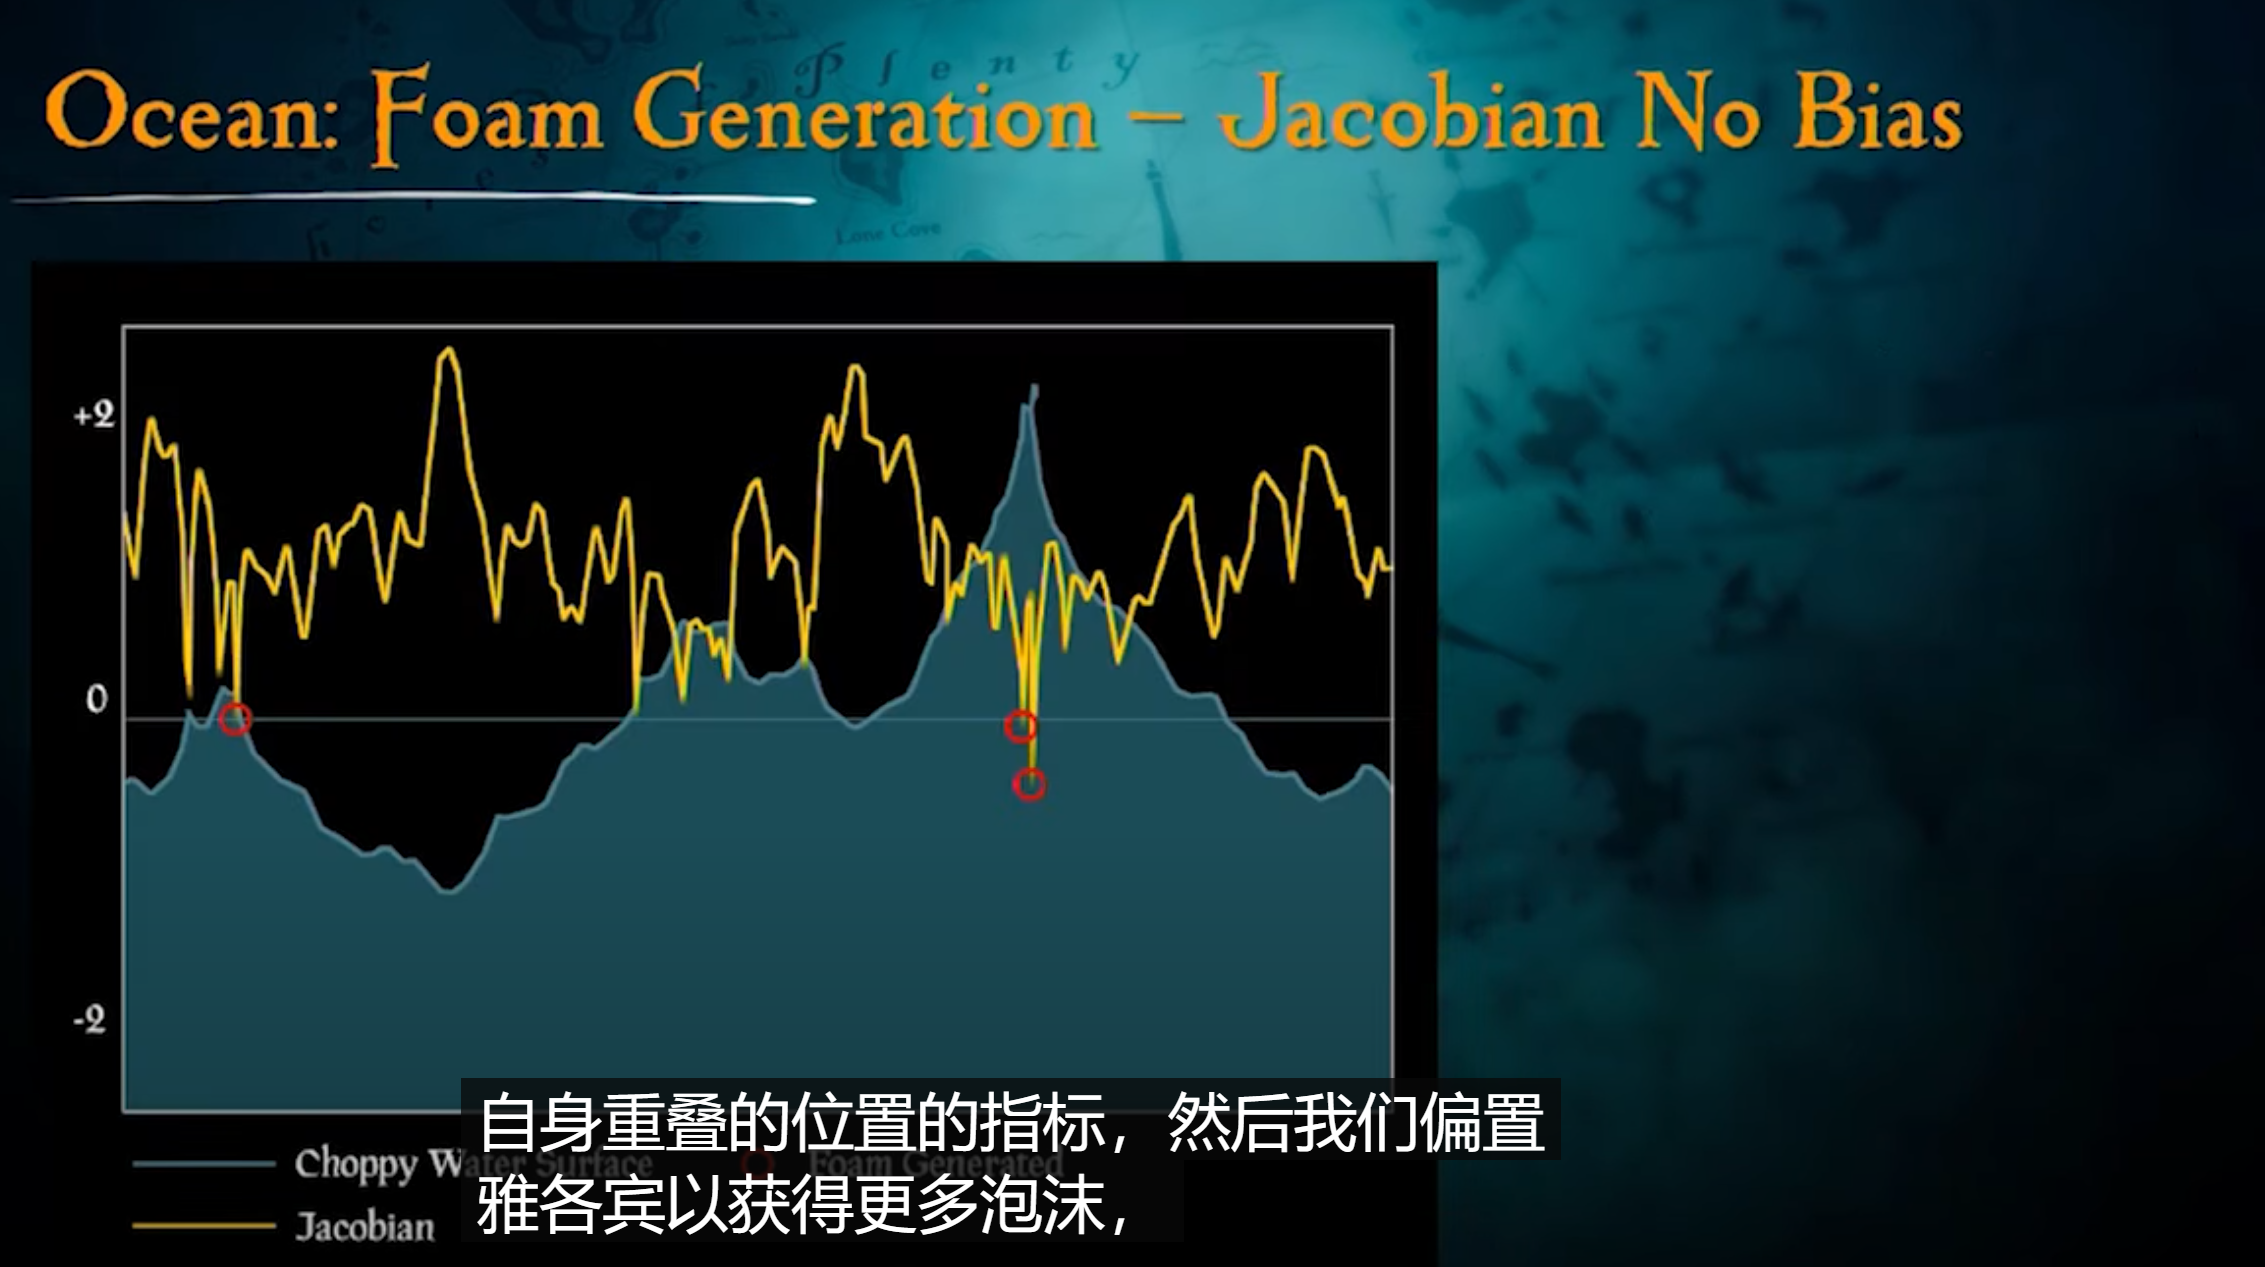 Plenty
Ocean: Foam Generation – Jacobian No Bias
Lone Cove
+2
0
-2
自身重叠的位置的指标，然后我们偏置
Choppy Water Surface
Foam Generated
雅各宾以获得更多泡沫，
Jacobian